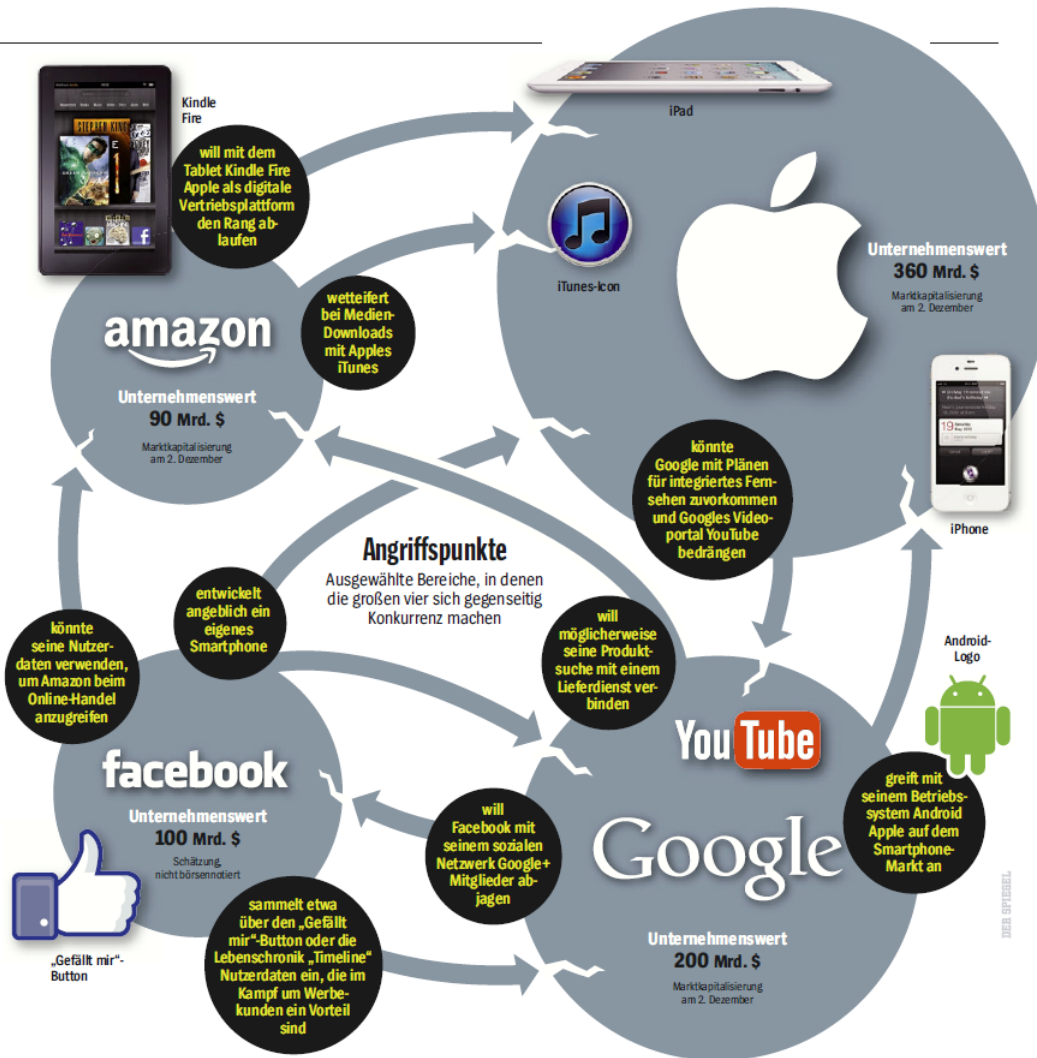 Kindle
Fire
will mit dem
Tablet Kindle Fire
Apple als digitale
Vertriebsplattform
den Rang ab-
laufen
iPad
iTunes-Icon
Unternehmenswert
360 Mrd. $
Marktkapitalisierung
am 2. Dezember
wetteifert
bei Medien-
Downloads
mit Apples
iTunes
amazon
Unternehmenswert
90 Mrd. $
Marktkapitalisierung
am 2. Dezember
iPhone
könnte
Google mit Plänen
für integriertes Fern-
sehen zuvorkommen
und Googles Video-
portal YouTube
bedrängen
Angriffspunkte
Ausgewählte Bereiche, in denen
die großen vier sich gegenseitig
Konkurrenz machen
entwickelt
angeblich ein
eigenes
Smartphone
könnte
seine Nutzer-
daten verwenden,
um Amazon beim
Online-Handel
anzugreifen
will
möglicherweise
seine Produkt-
suche mit einem
Lieferdienst ver-
binden
Android-
Logo
YouTube
facebook
Unternehmenswert
100 Mrd. $
Schätzung,
nicht börsennotiert
greift mit
seinem Betriebs-
system Android
Apple auf dem
Smartphone-
Markt an
will
Facebook mit
seinem sozialen
Netzwerk Google+
Mitglieder ab-
jagen
Google
Unternehmenswert
200 Mrd. $
Marktkapitalisierung
am 2. Dezember
„Gefällt mir“-
Button
sammelt etwa
über den „Gefällt
mir“-Button oder die
Lebenschronik „Timeline“
Nutzerdaten ein, die im
Kampf um Werbe-
kunden ein Vorteil
sind
DER SPIEGEL
STEPHEN KING
19